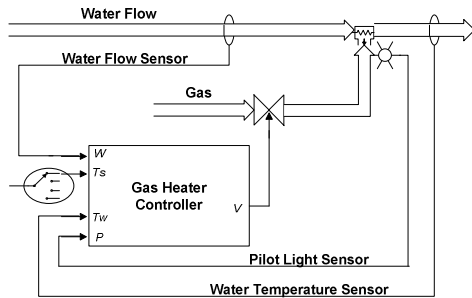 Water Flow
Water Flow Sensor
Gas
W
Ts
Gas Heater
Controller
V
Tw
P
Pilot Light Sensor
Water Temperature Sensor